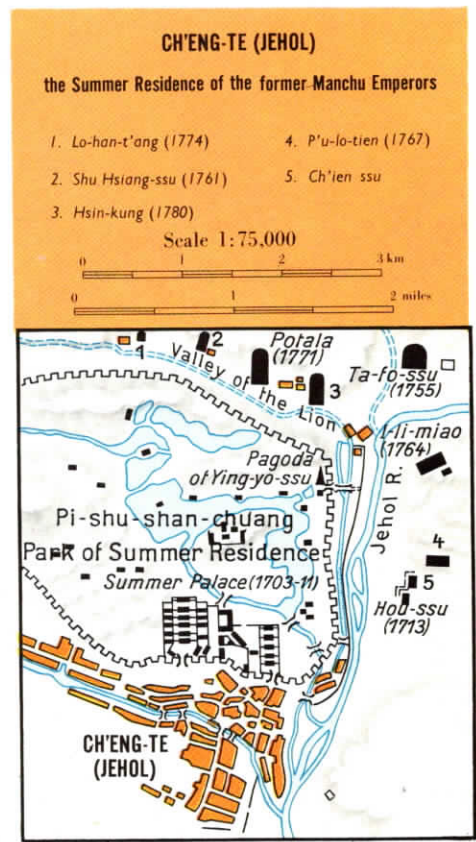 CH'ENG-TE (JEHOL)
the Summer Residence of the former Manchu Emperors
1. Lo-han-t'ang (1774)
4. P'u-lo-tien (1767)
2. Shu Hsiang-ssu (1761)
5. Ch'ien ssu
3. Hsin-kung (1780)
Scale 1:75,000
0 1 2 3 km
0 1 2 miles
1
2
Potala
(1771)
Valley of the Lion
3
Ta-fo-ssu
(1755)
I-li-miao
(1764)
Pagoda
of Ying-yo-ssu
Jehol R.
Pi-shu-shan-chuang
Park of Summer Residence
Summer Palace (1703-11)
4
5
Hou-ssu
(1713)
CH'ENG-TE
(JEHOL)